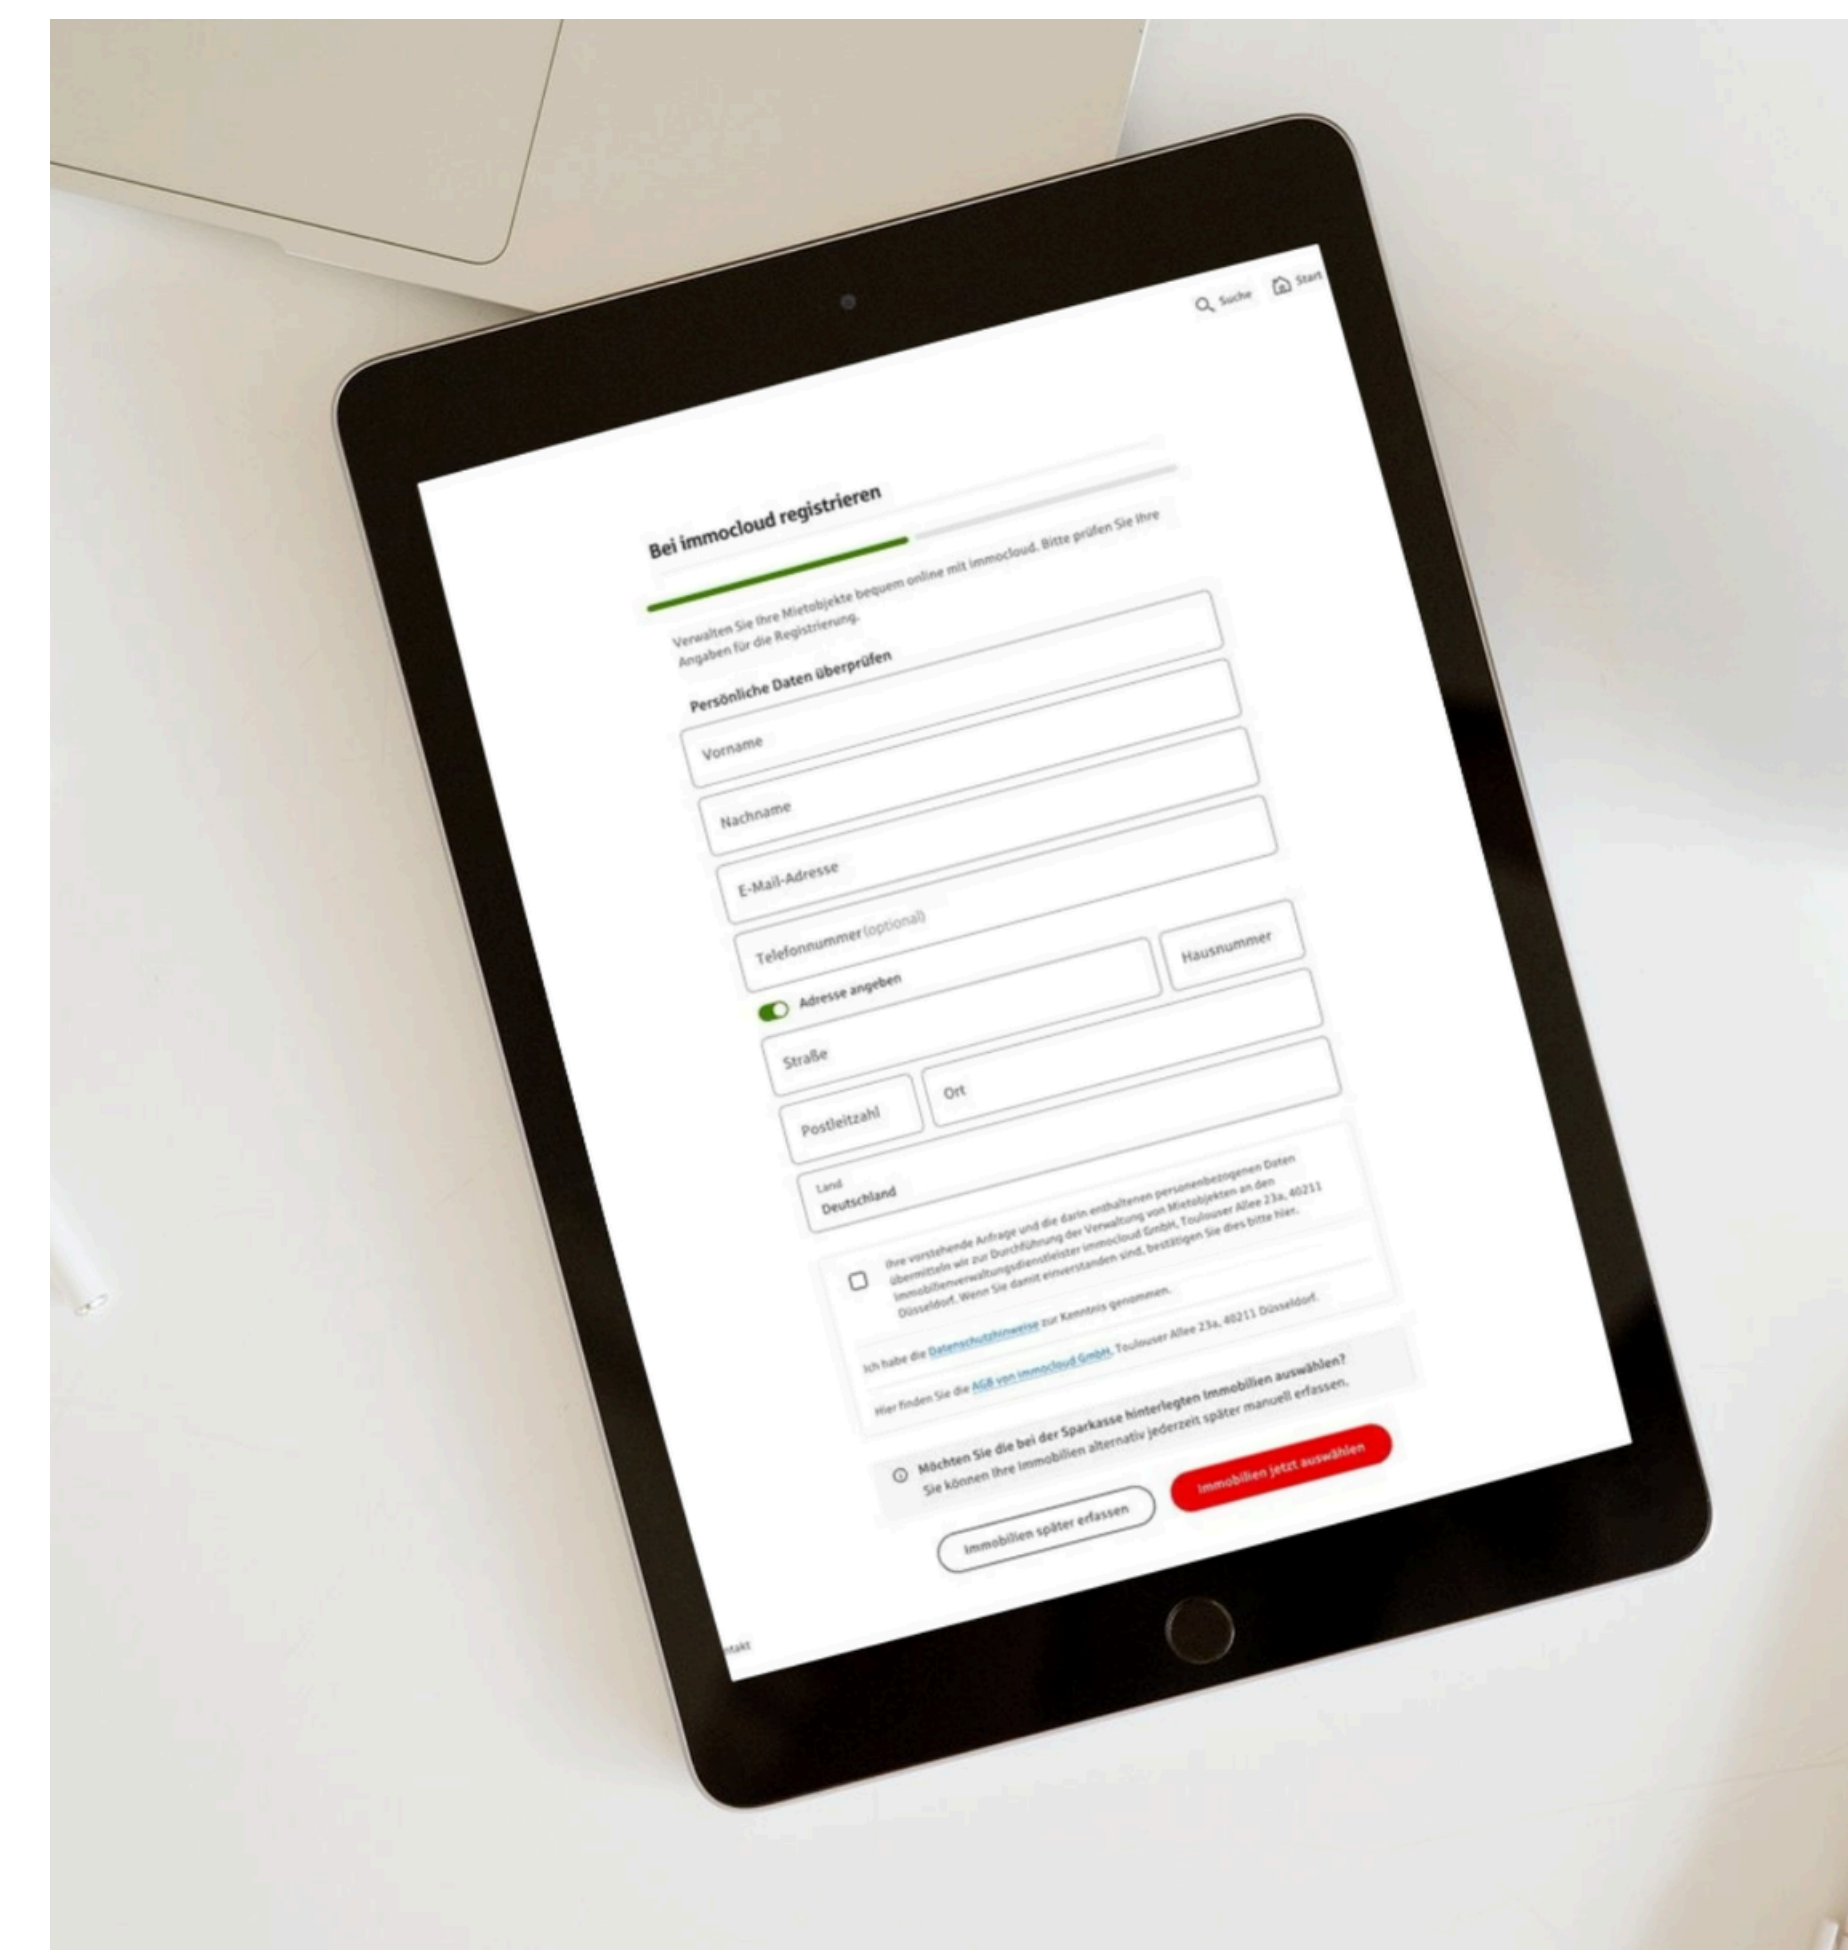 Suche Start
Bei immocloud registrieren
Verwalten Sie Ihre Mietobjekte bequem online mit immocloud. Bitte prüfen Sie Ihre
Angaben für die Registrierung.
Persönliche Daten überprüfen
Vorname
Nachname
E-Mail-Adresse
Telefonnummer (optional)
Adresse angeben
Straße Hausnummer
Postleitzahl Ort
Land
Deutschland
Ihre vorstehende Anfrage und die darin enthaltenen personenbezogenen Daten
übermitteln wir zur Durchführung der Verwaltung von Mietobjekten an den
Immobilienverwaltungsdienstleister immocloud GmbH, Toulouser Allee 23a, 40211
Düsseldorf. Wenn Sie damit einverstanden sind, bestätigen Sie dies bitte hier.
Ich habe die Datenschutzhinweise zur Kenntnis genommen.
Hier finden Sie die AGB von immocloud GmbH, Toulouser Allee 23a, 40211 Düsseldorf.
Möchten Sie die bei der Sparkasse hinterlegten Immobilien auswählen?
Sie können Ihre Immobilien alternativ jederzeit später manuell erfassen.
Immobilien später erfassen Immobilien jetzt auswählen
ntakt